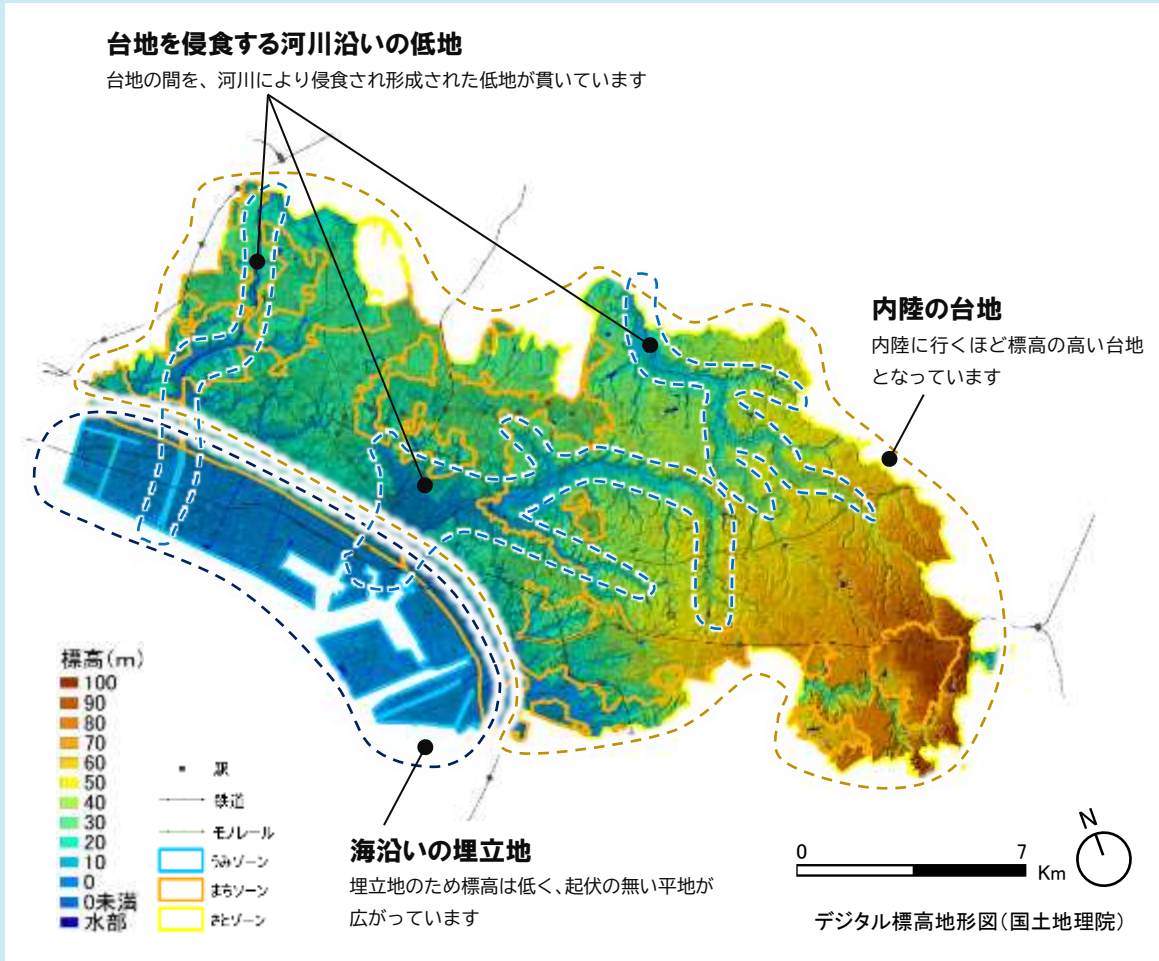 台地を侵食する河川沿いの低地
台地の間を、河川により侵食され形成された低地が貫いています
内陸の台地
内陸に行くほど標高の高い台地
となっています
標高(m)
100
90
80
70
60
50
40
30
20
10
0
0未満
水部
駅
鉄道
モノレール
うみゾーン
まちゾーン
さとゾーン
海沿いの埋立地
埋立地のため標高は低く、起伏の無い平地が
広がっています
0 7
Km
N
デジタル標高地形図(国土地理院)